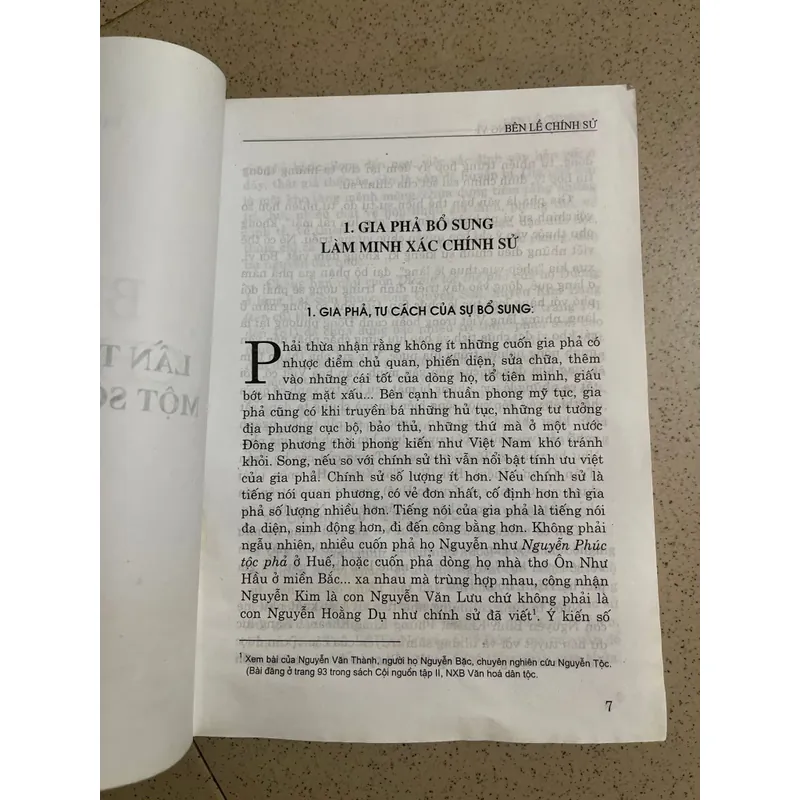 BÊN LỀ CHÍNH SỬ
1. GIA PHẢ BỔ SUNG
LÀM MINH XÁC CHÍNH SỬ
1. GIA PHẢ, TƯ CÁCH CỦA SỰ BỔ SUNG:
Phải thừa nhận rằng không ít những cuốn gia phả có
nhược điểm chủ quan, phiến diện, sửa chữa, thêm
vào những cái tốt của dòng họ, tổ tiên mình, giấu
bớt những mặt xấu... Bên cạnh thuần phong mỹ tục, gia
phả cũng có khi truyền bá những hủ tục, những tư tưởng
địa phương cục bộ, bảo thủ, những thứ mà ở một nước
Đông phương thời phong kiến như Việt Nam khó tránh
khỏi. Song, nếu so với chính sử thì vẫn nổi bật tính ưu việt
của gia phả. Chính sử số lượng ít hơn. Nếu chính sử là
tiếng nói quan phương, có vẻ đơn nhất, cố định hơn thì gia
phả số lượng nhiều hơn. Tiếng nói của gia phả là tiếng nói
đa diện, sinh động hơn, đi đến công bằng hơn. Không phải
ngẫu nhiên, nhiều cuốn phả họ Nguyễn như Nguyễn Phúc
tộc phả ở Huế, hoặc cuốn phả dòng họ nhà thơ Ôn Như
Hầu ở miền Bắc... xa nhau mà trùng hợp nhau, công nhận
Nguyễn Kim là con Nguyễn Văn Lưu chứ không phải là
con Nguyễn Hoằng Dụ như chính sử đã viết¹. Ý kiến số
¹ Xem bài của Nguyễn Văn Thành, người họ Nguyễn Bặc, chuyên nghiên cứu Nguyễn Tộc.
(Bài đăng ở trang 93 trong sách Cội nguồn tập II, NXB Văn hoá dân tộc.
7
LẦN T
MỘT SỐ